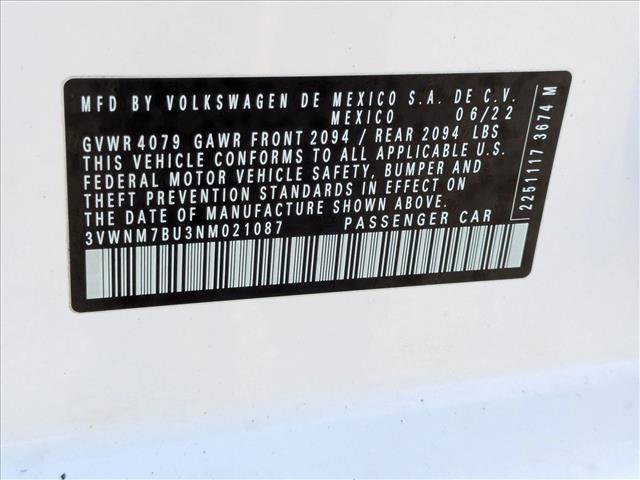 MFD BY VOLKSWAGEN DE MEXICO S.A. DE C.V.
MEXICO 06/22
GVWR 4079 GAWR FRONT 2094 / REAR 2094 LBS
THIS VEHICLE CONFORMS TO ALL APPLICABLE U.S.
FEDERAL MOTOR VEHICLE SAFETY, BUMPER AND
THEFT PREVENTION STANDARDS IN EFFECT ON
THE DATE OF MANUFACTURE SHOWN ABOVE.
3VWNM7BU3NM021087 PASSENGER CAR
2251117 3674 M